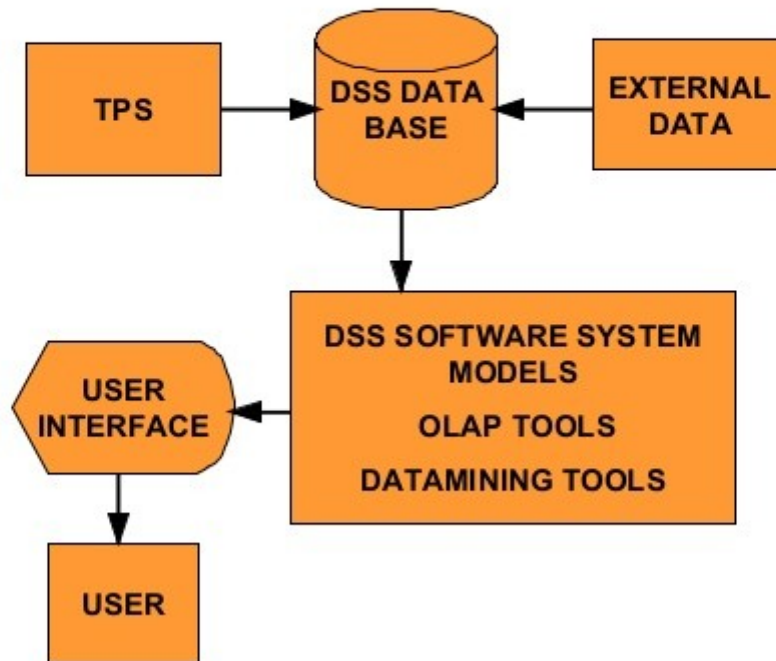 TPS
DSS DATA
BASE
EXTERNAL
DATA
DSS SOFTWARE SYSTEM
MODELS
OLAP TOOLS
DATAMINING TOOLS
USER
INTERFACE
USER